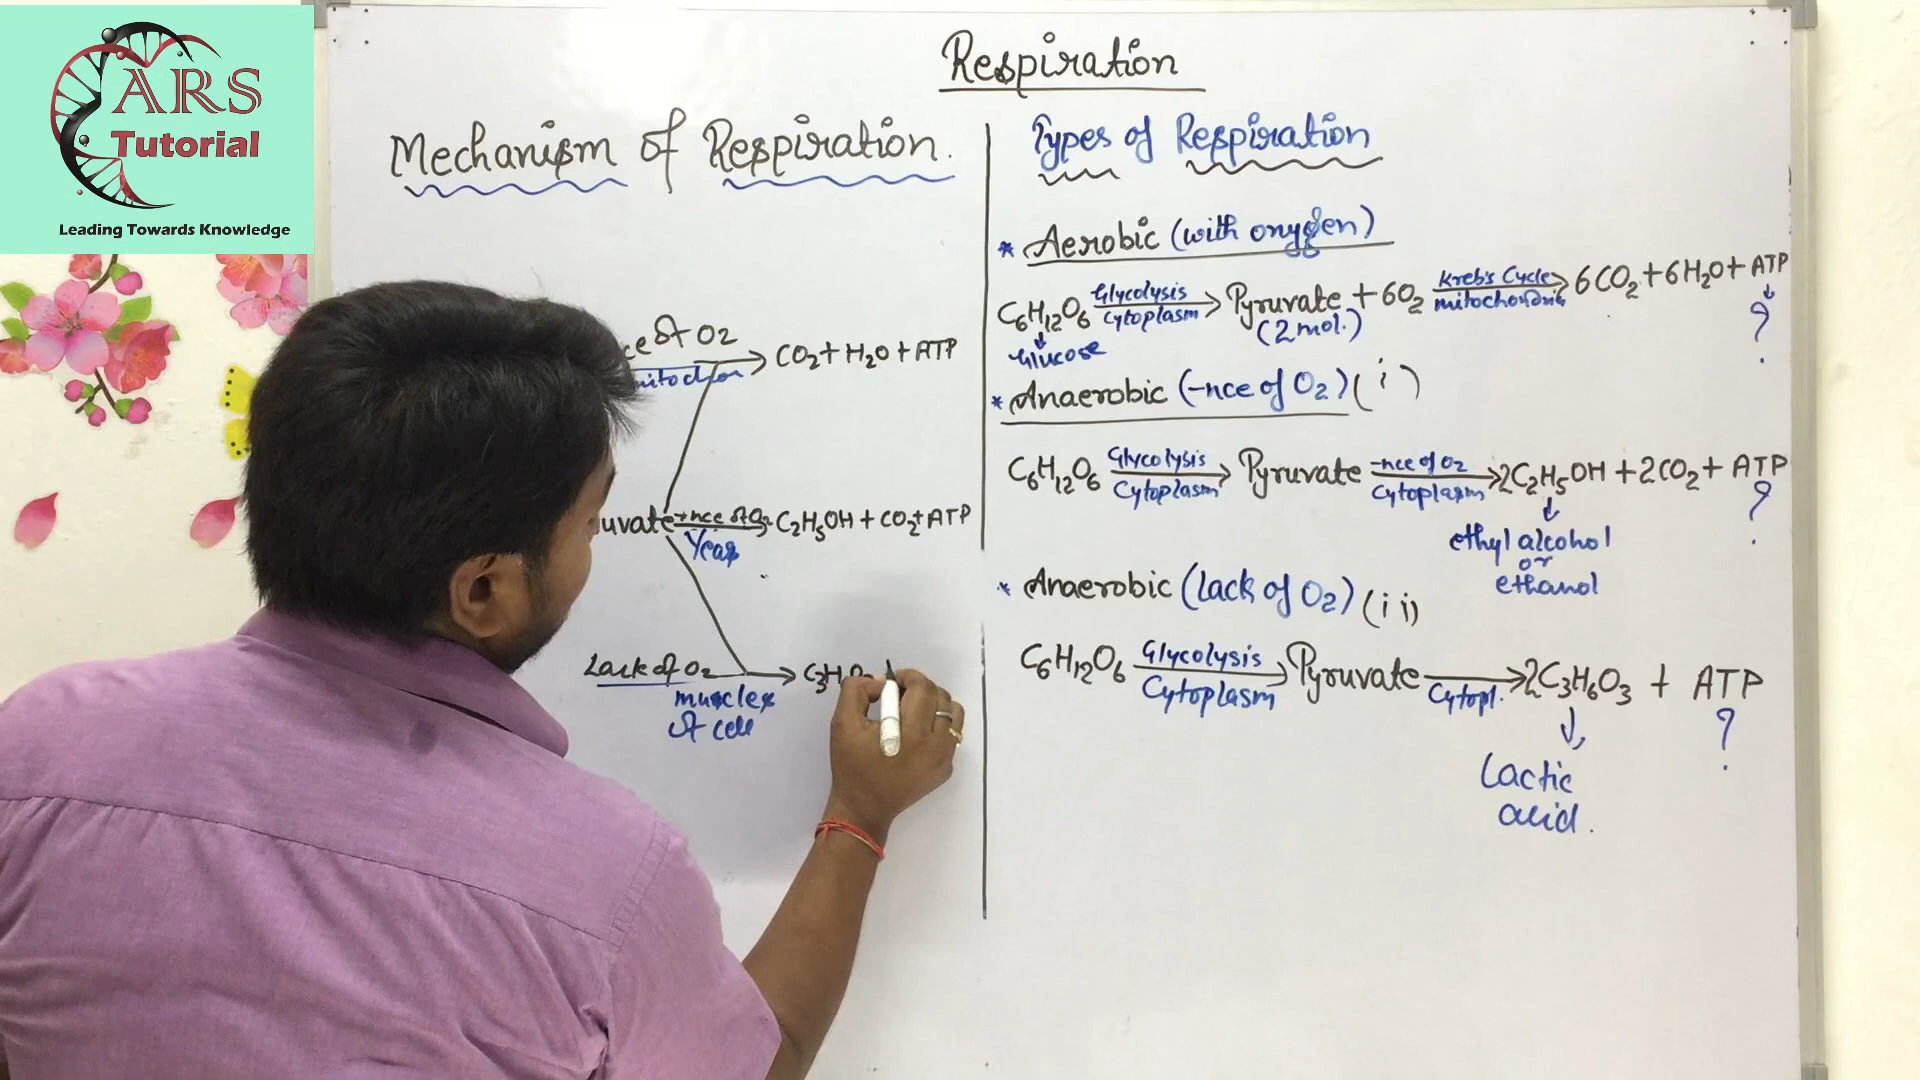 ARS
Tutorial
Leading Towards Knowledge
Respiration
Mechanism of Respiration.
ce of O2
CO2 + H2O + ATP
uvate
C2H5OH + CO2 + ATP
Yeas
Lack of O2
muscles
of cell
Types of Respiration
* Aerobic (with oxygen)
C6H12O6 Glycolysis Cytoplasm Pyruvate + 6O2 Kreb's Cycle mitochondria 6CO2 + 6H2O + ATP
(2 mol.)
?
Glucose
* Anaerobic (-nce of O2) (i)
C6H12O6 Glycolysis Cytoplasm Pyruvate -nce of O2 Cytoplasm 2C2H5OH + 2CO2 + ATP
?
ethyl alcohol
or
ethanol
* Anaerobic (Lack of O2) (ii)
C6H12O6 Glycolysis Cytoplasm Pyruvate Cytopl. 2C3H6O3 + ATP
?
Lactic
acid.